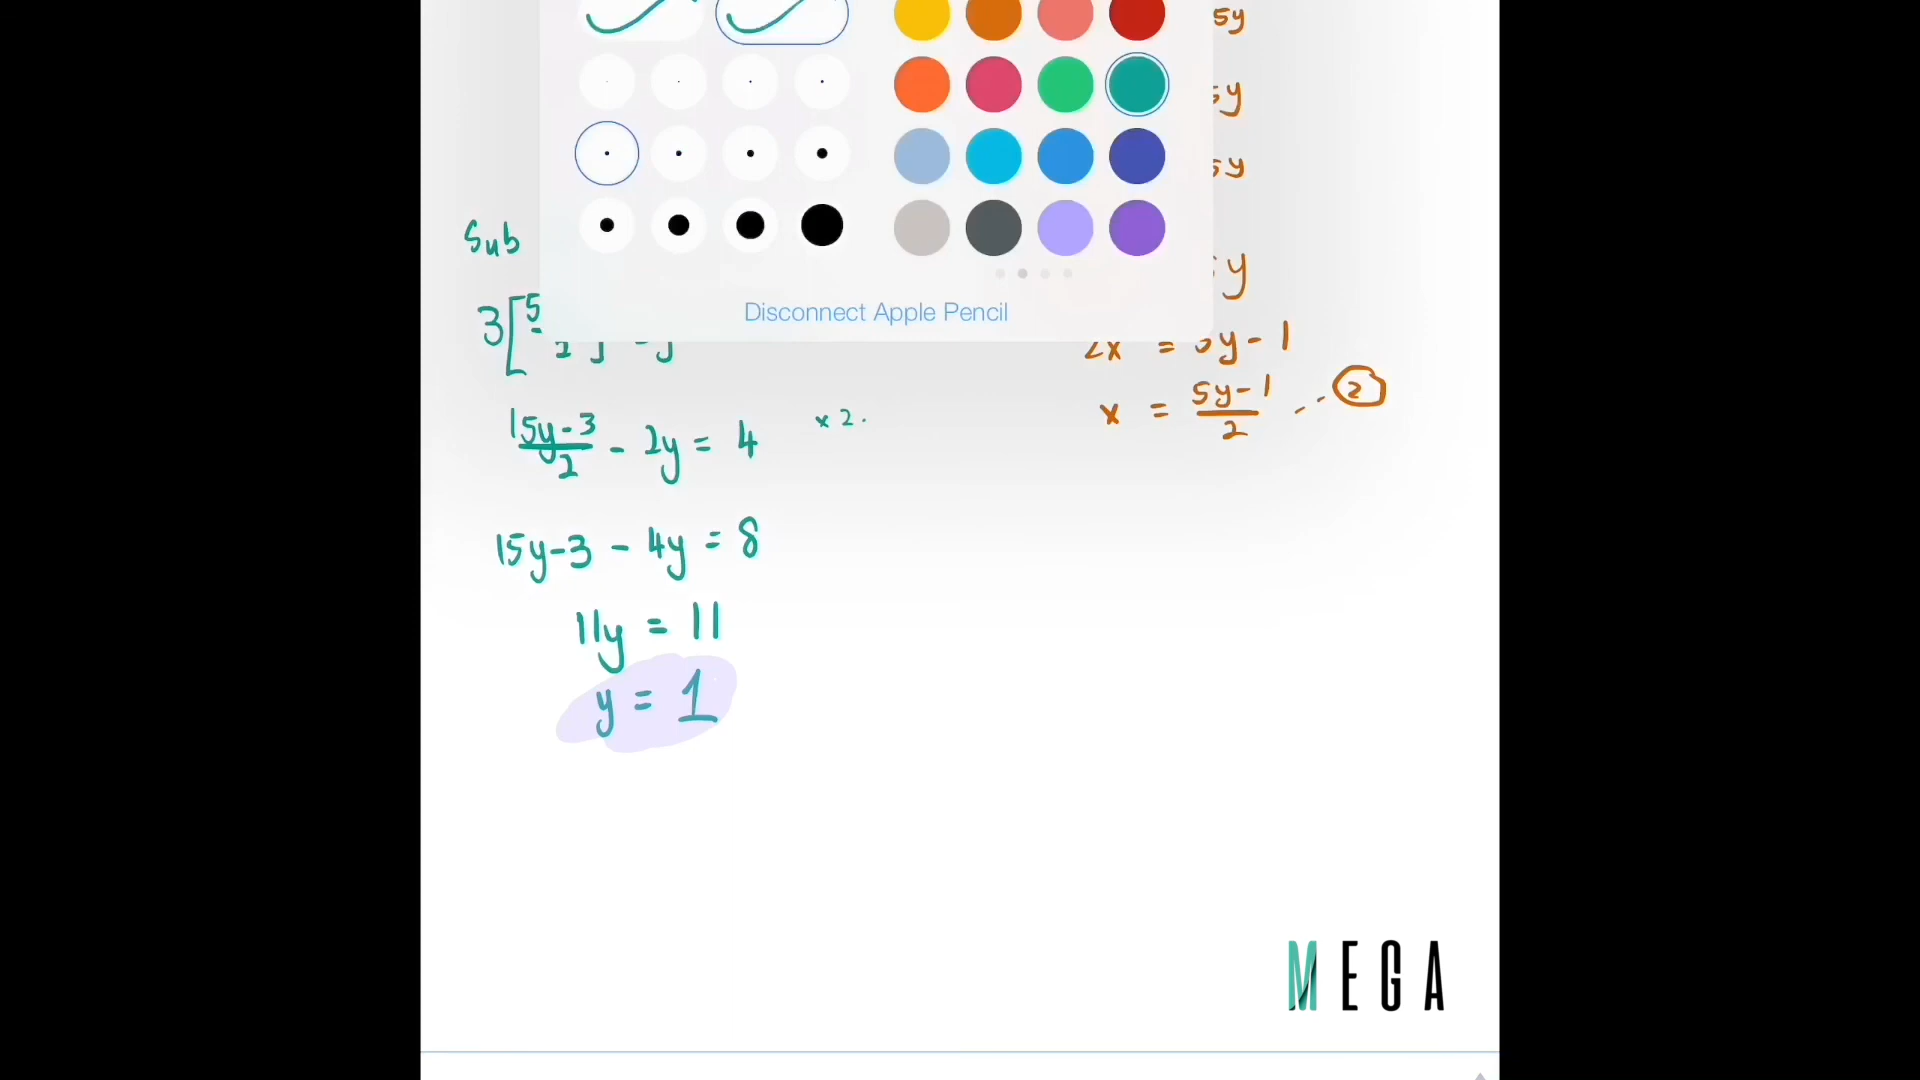 5y
5y
5y
Sub
y
3[5
Disconnect Apple Pencil
2x = 5y - 1
x = 5y - 1 / 2 -- ②
15y - 3 / 2 - 2y = 4 × 2.
15y - 3 - 4y = 8
11y = 11
y = 1
MEGA